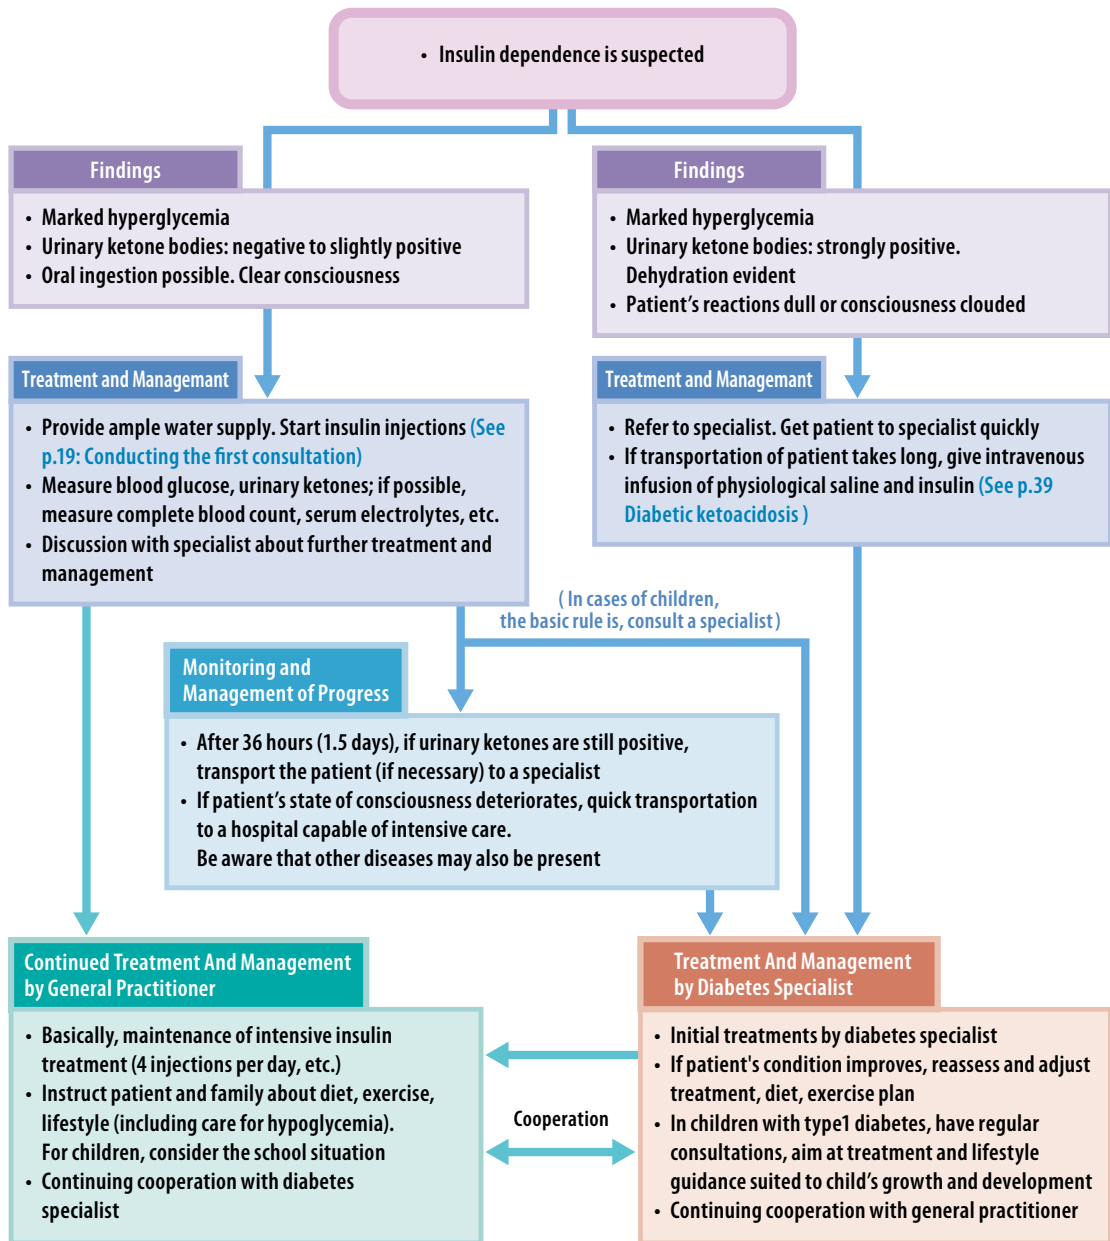 • Insulin dependence is suspected
Findings
• Marked hyperglycemia
• Urinary ketone bodies: negative to slightly positive
• Oral ingestion possible. Clear consciousness
Findings
• Marked hyperglycemia
• Urinary ketone bodies: strongly positive.
Dehydration evident
• Patient's reactions dull or consciousness clouded
Treatment and Managemant
• Provide ample water supply. Start insulin injections (See
p.19: Conducting the first consultation)
• Measure blood glucose, urinary ketones; if possible,
measure complete blood count, serum electrolytes, etc.
• Discussion with specialist about further treatment and
management
Treatment and Managemant
• Refer to specialist. Get patient to specialist quickly
• If transportation of patient takes long, give intravenous
infusion of physiological saline and insulin (See p.39
Diabetic ketoacidosis )
( In cases of children,
the basic rule is, consult a specialist )
Monitoring and
Management of Progress
• After 36 hours (1.5 days), if urinary ketones are still positive,
transport the patient (if necessary) to a specialist
• If patient's state of consciousness deteriorates, quick transportation
to a hospital capable of intensive care.
Be aware that other diseases may also be present
Continued Treatment And Management
by General Practitioner
• Basically, maintenance of intensive insulin
treatment (4 injections per day, etc.)
• Instruct patient and family about diet, exercise,
lifestyle (including care for hypoglycemia).
For children, consider the school situation
• Continuing cooperation with diabetes
specialist
Cooperation
Treatment And Management
by Diabetes Specialist
• Initial treatments by diabetes specialist
• If patient's condition improves, reassess and adjust
treatment, diet, exercise plan
• In children with type1 diabetes, have regular
consultations, aim at treatment and lifestyle
guidance suited to child's growth and development
• Continuing cooperation with general practitioner